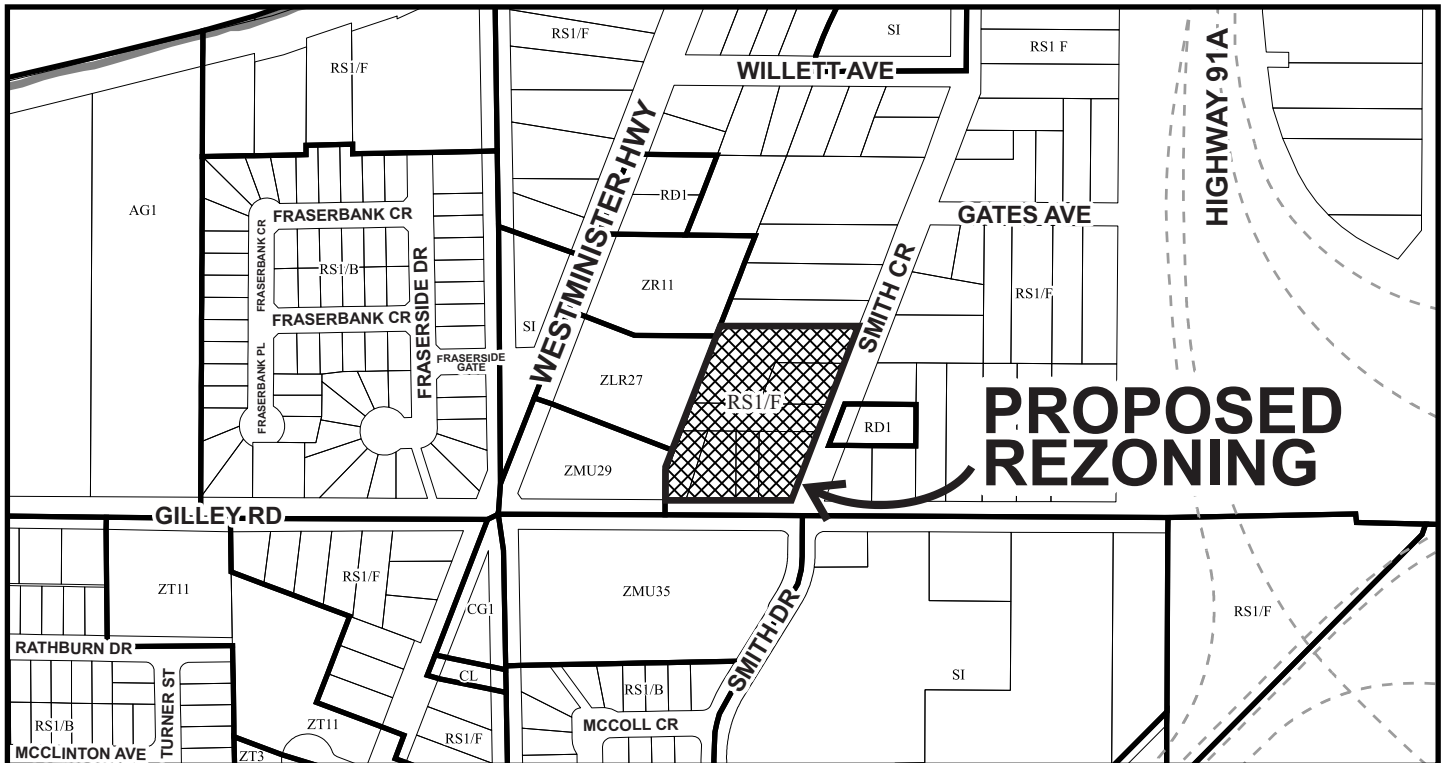 RS1/F
SI
RS1 F
WILLETT AVE
HIGHWAY 91A
RS1/F
WESTMINISTER HWY
RD1
AG1
FRASERBANK CR
GATES AVE
FRASERBANK CR
RS1/B
FRASERSIDE DR
SMITH CR
ZR11
RS1/F
FRASERBANK CR
SI
FRASERSIDE
GATE
FRASERBANK PL
ZLR27
RS1/F
RD1
PROPOSED
REZONING
ZMU29
GILLEY RD
ZT11
RS1/F
CG1
ZMU35
SMITH DR
RS1/F
RATHBURN DR
CL
RS1/B
SI
TURNER ST
RS1/B
ZT11
MCCOLL CR
RS1/F
MCCLINTON AVE
ZT3